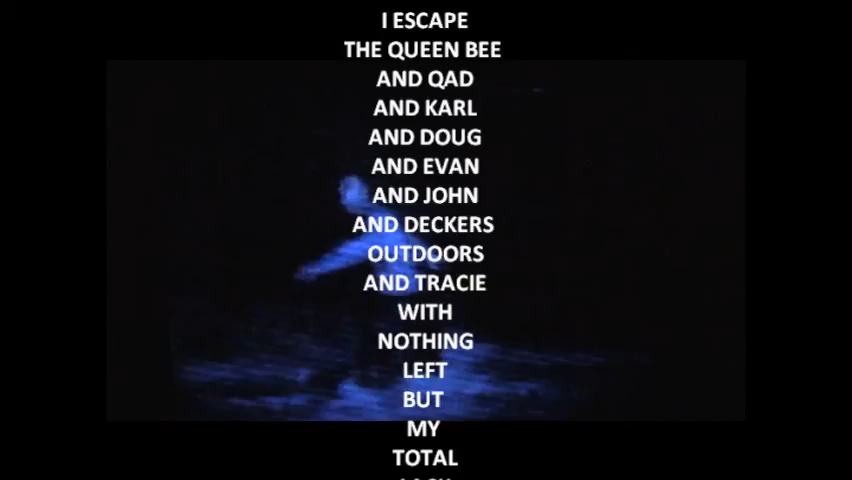 I ESCAPE
THE QUEEN BEE
AND QAD
AND KARL
AND DOUG
AND EVAN
AND JOHN
AND DECKERS
OUTDOORS
AND TRACIE
WITH
NOTHING
LEFT
BUT
MY
TOTAL